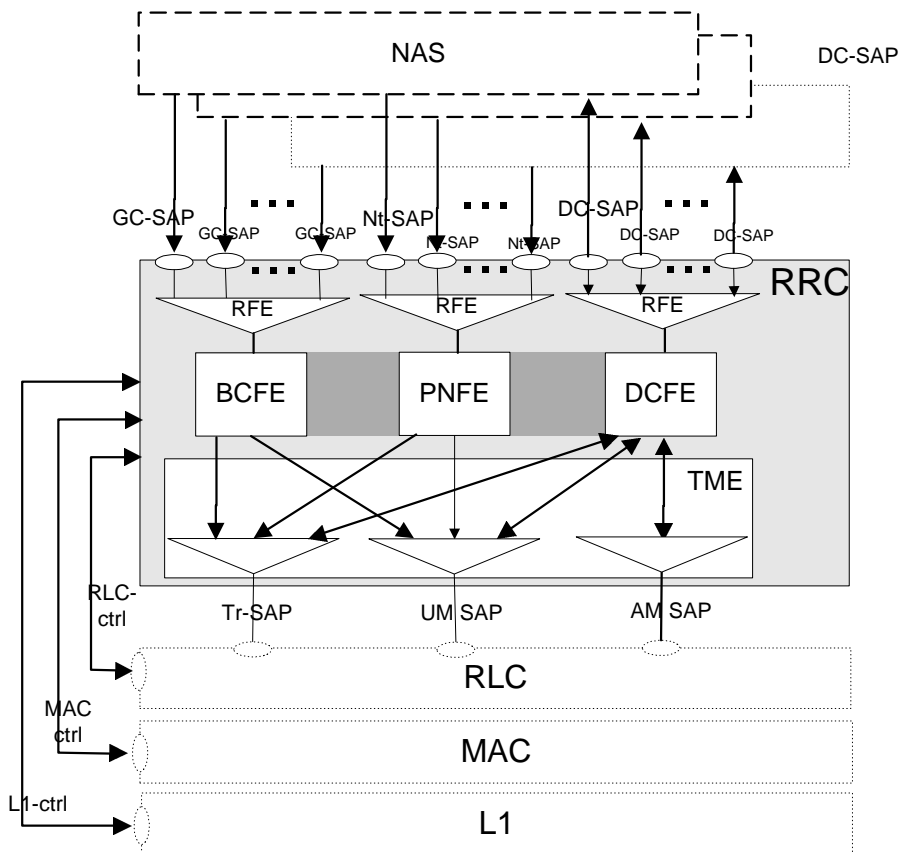 NAS
DC-SAP
GC-SAP
GC-SAP
GC-SAP
Nt-SAP
Nt-SAP
Nt-SAP
DC-SAP
DC-SAP
DC-SAP
RRC
RFE
RFE
RFE
BCFE
PNFE
DCFE
TME
RLC-
ctrl
Tr-SAP
UM SAP
AM SAP
RLC
MAC
ctrl
MAC
L1-ctrl
L1